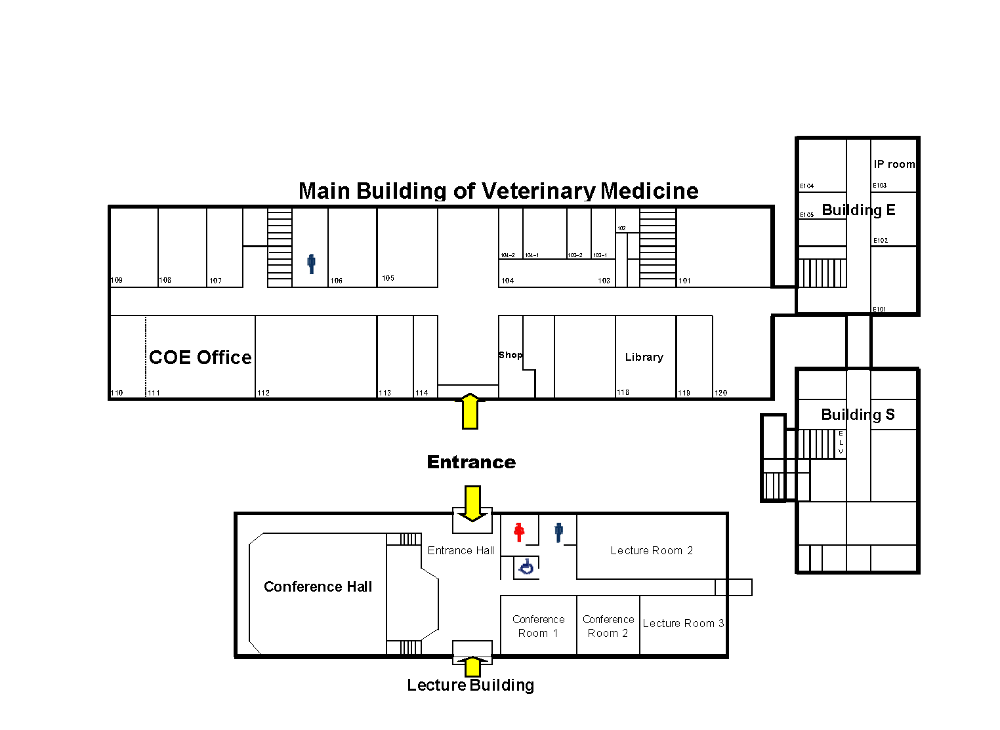 IP room
E104
E103
Main Building of Veterinary Medicine
E105
Building E
102
E102
104-2
104-1
103-2
103-1
109
108
107
106
105
104
103
101
E101
COE Office
Shop
Library
110
111
112
113
114
118
119
120
Building S
E
L
V
Entrance
Entrance Hall
Lecture Room 2
Conference Hall
Conference
Room 1
Conference
Room 2
Lecture Room 3
Lecture Building